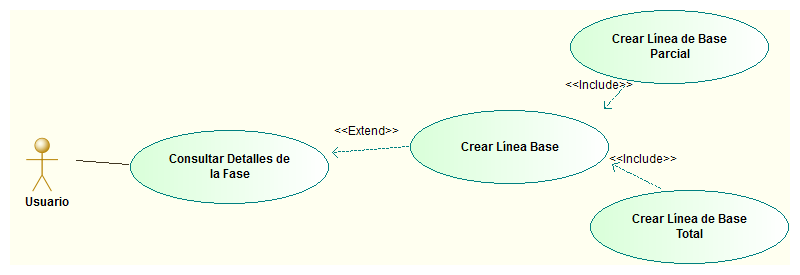 Crear Línea de Base
Parcial
<<Include>>
<<Extend>>
Crear Línea Base
Consultar Detalles de
la Fase
<<Include>>
Usuario
Crear Línea de Base
Total